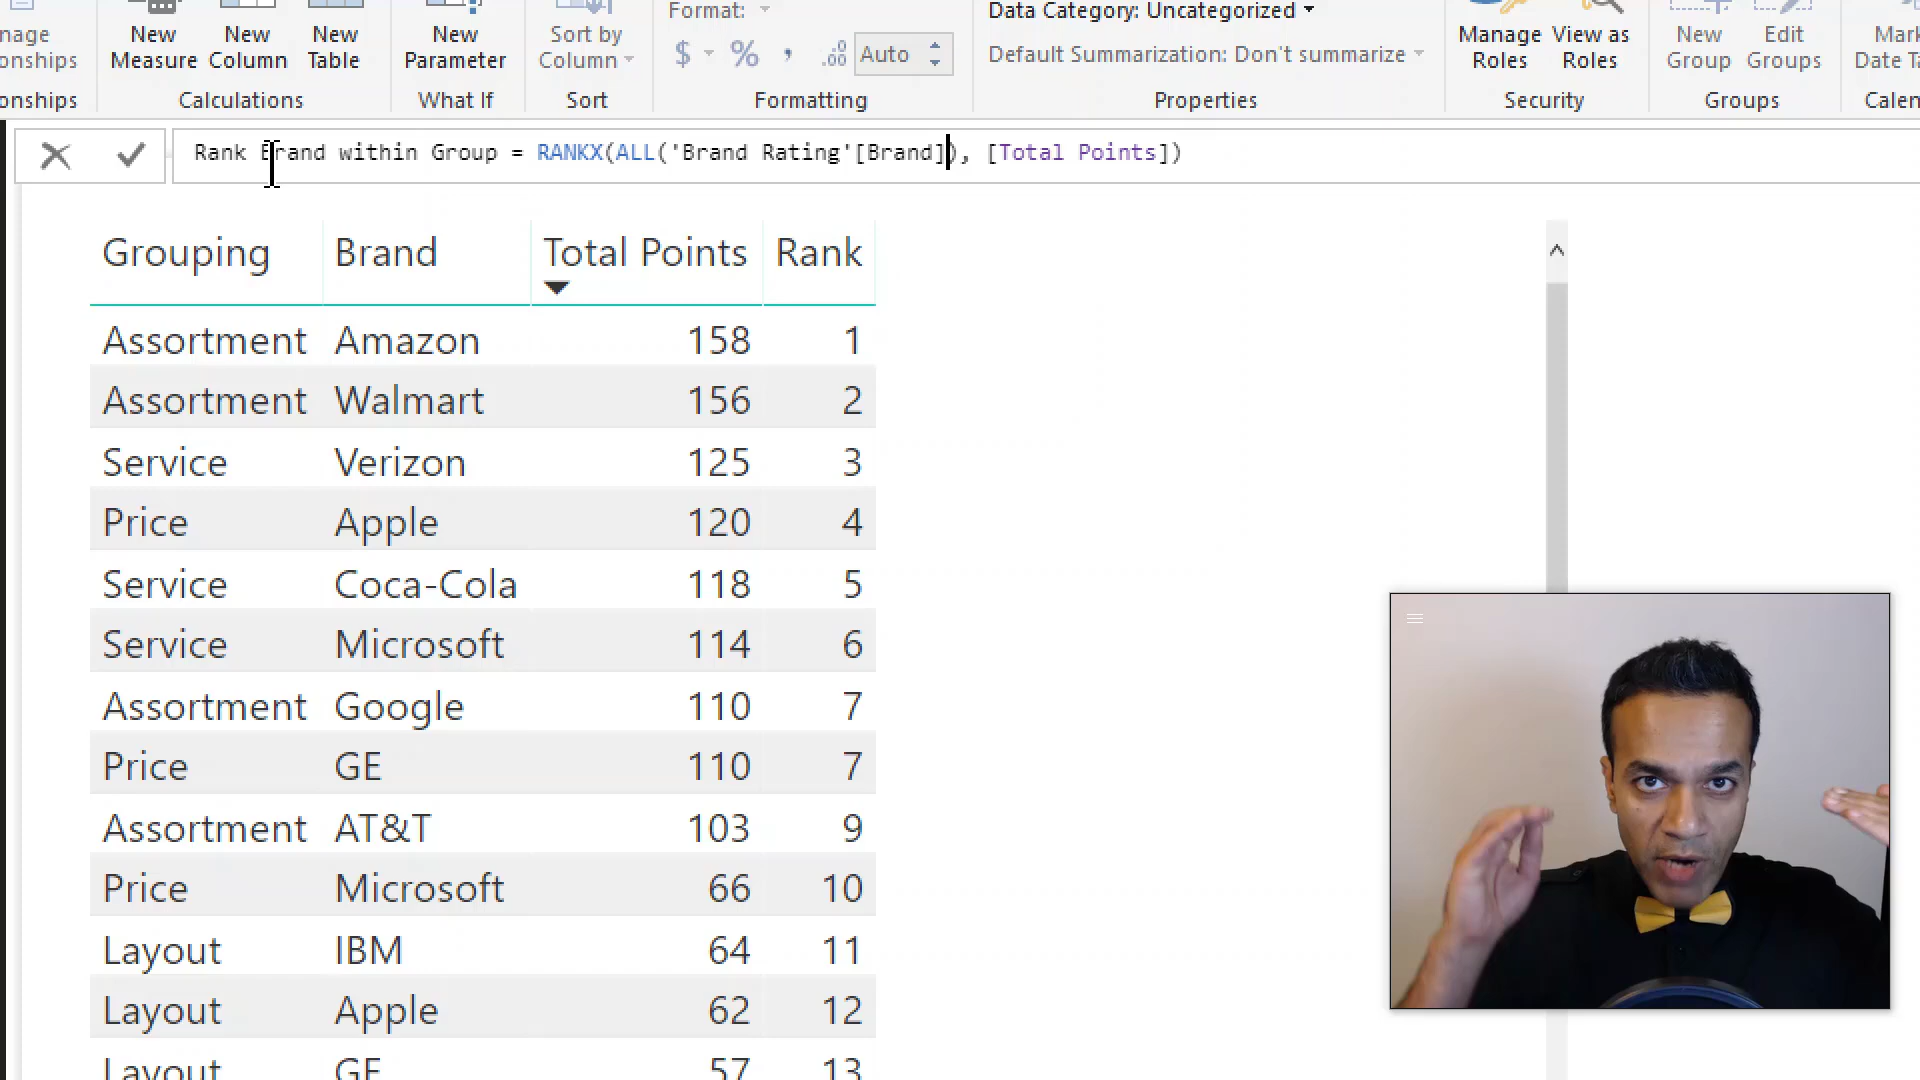 nage
onships
New
Measure
New
Column
New
Table
New
Parameter
Sort by
Column
Format:
$ % , Auto
Data Category: Uncategorized
Default Summarization: Don't summarize
Manage
Roles
View as
Roles
New
Group
Edit
Groups
Mark
Date Ta
onships Calculations What If Sort Formatting Properties Security Groups Calen
Rank Brand within Group = RANKX(ALL('Brand Rating'[Brand]), [Total Points])
Grouping Brand Total Points Rank
Assortment Amazon 158 1
Assortment Walmart 156 2
Service Verizon 125 3
Price Apple 120 4
Service Coca-Cola 118 5
Service Microsoft 114 6
Assortment Google 110 7
Price GE 110 7
Assortment AT&T 103 9
Price Microsoft 66 10
Layout IBM 64 11
Layout Apple 62 12
Layout GE 57 13